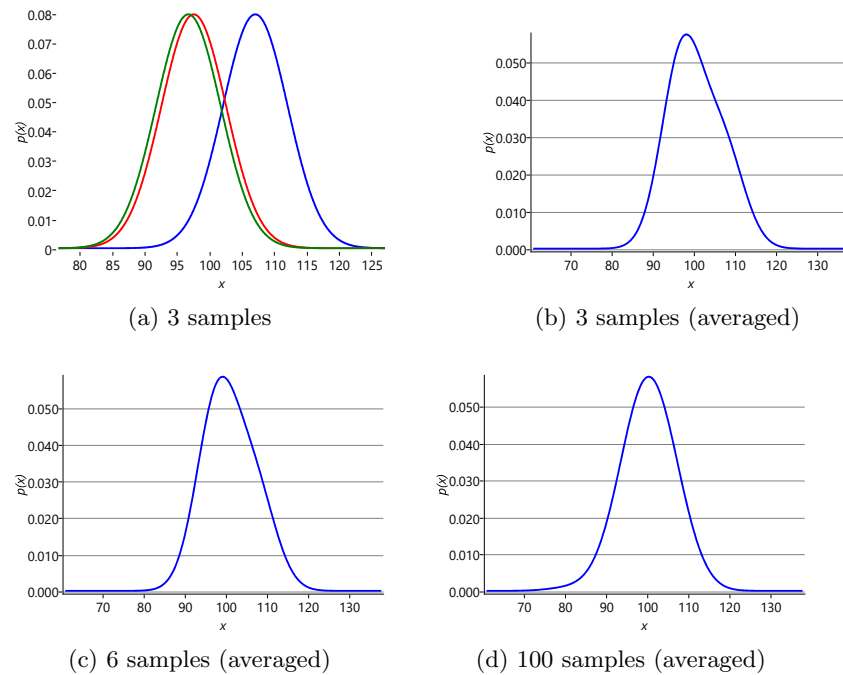 0.08
0.07
0.06
0.05
0.04
0.03
0.02
0.01
0
p(x)
80 85 90 95 100 105 110 115 120 125
x
(a) 3 samples
0.050
0.040
0.030
0.020
0.010
0.000
p(x)
70 80 90 100 110 120 130
x
(b) 3 samples (averaged)
0.050
0.040
0.030
0.020
0.010
0.000
p(x)
70 80 90 100 110 120 130
x
(c) 6 samples (averaged)
0.050
0.040
0.030
0.020
0.010
0.000
p(x)
70 80 90 100 110 120 130
x
(d) 100 samples (averaged)